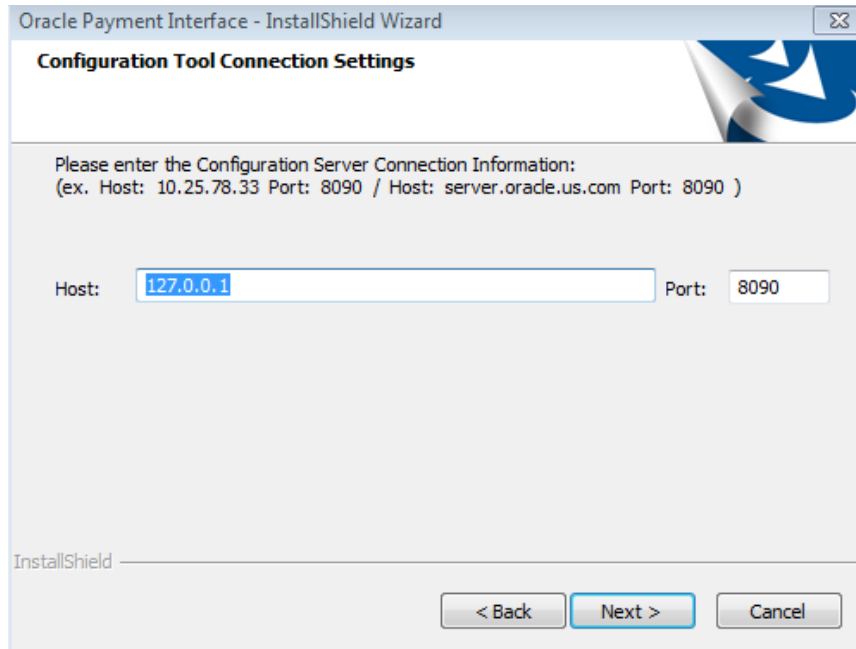 Oracle Payment Interface - InstallShield Wizard
Configuration Tool Connection Settings
Please enter the Configuration Server Connection Information:
(ex. Host: 10.25.78.33 Port: 8090 / Host: server.oracle.us.com Port: 8090 )
Host: 127.0.0.1 Port: 8090
InstallShield
< Back Next > Cancel